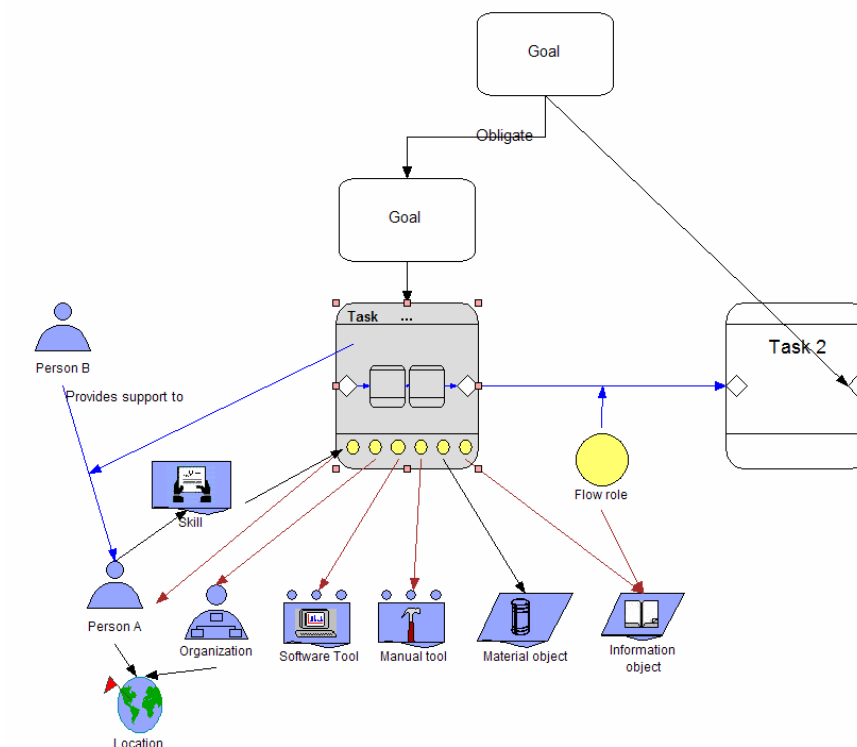 Goal
Obligate
Goal
Task ...
Task 2
Person B
Provides support to
Skill
Flow role
Person A
Organization
Software Tool
Manual tool
Material object
Information
object
Location